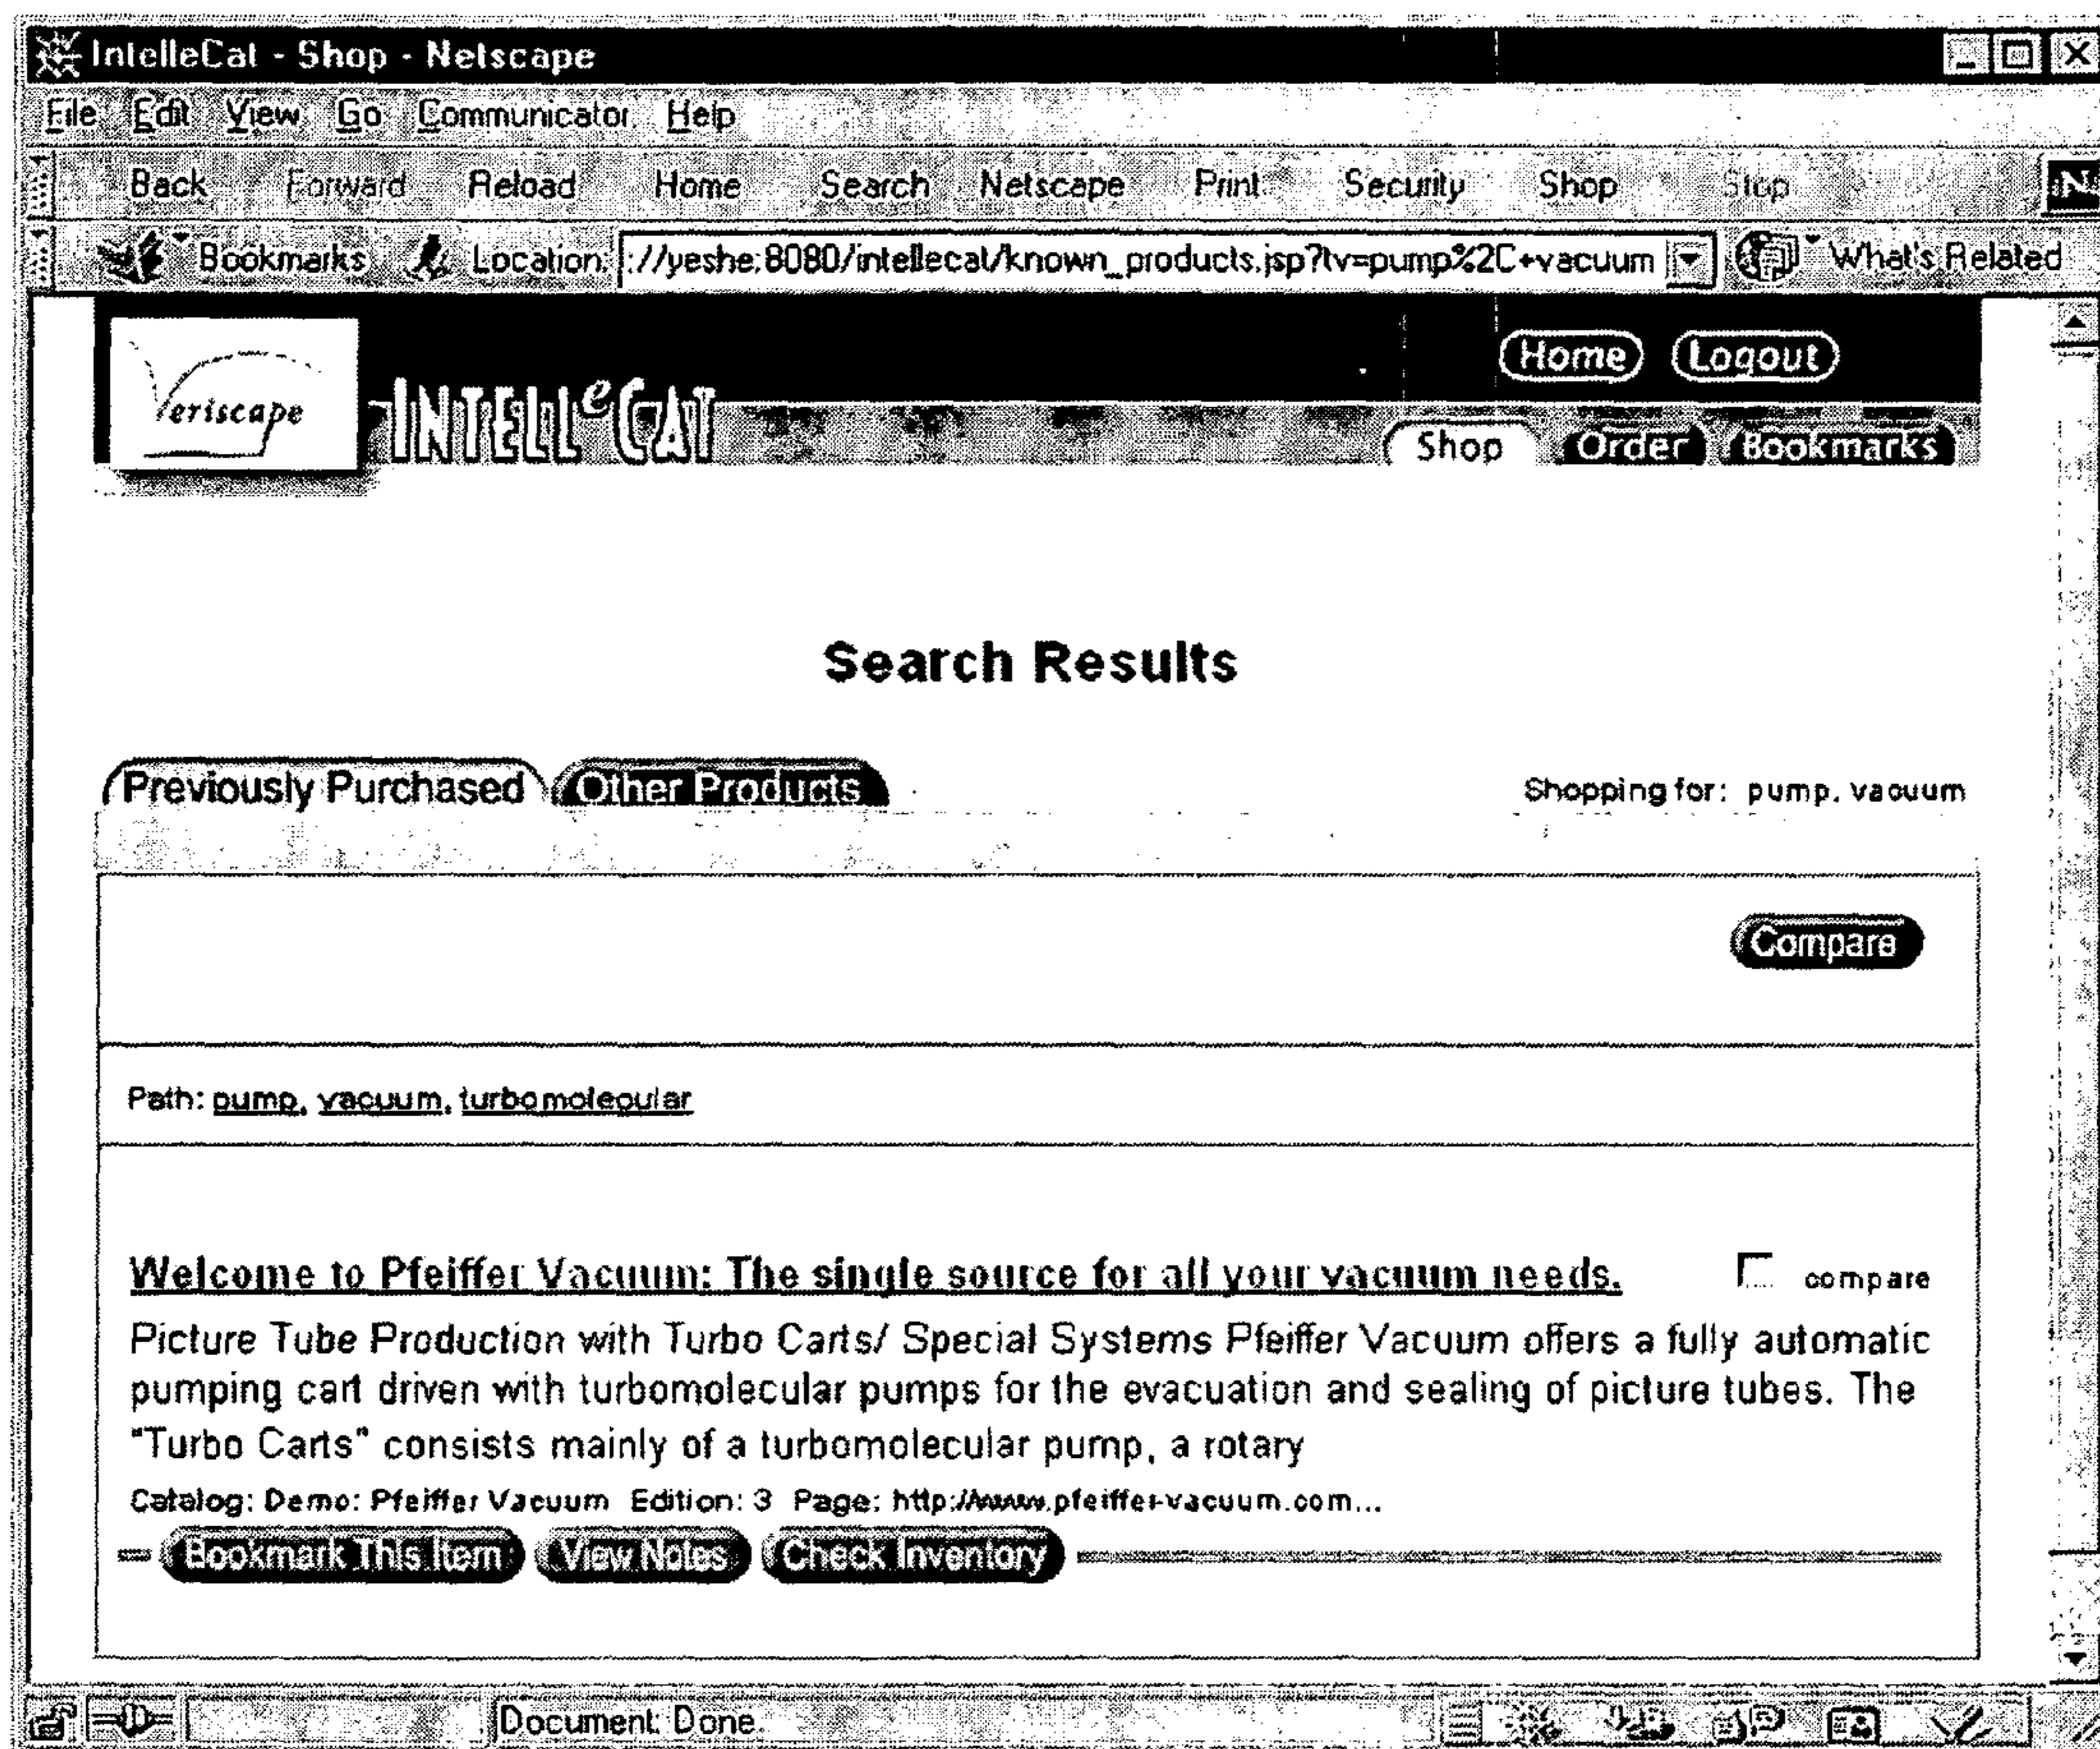 IntelleCat - Shop - Netscape
File Edit View Go Communicator Help
Back Forward Reload Home Search Netscape Print Security Shop Stop N
Bookmarks Location: ://yeshe:8080/intellecat/known_products.jsp?tv=pump%2C+vacuum What's Related
Home Logout
Veriscape INTELLeCAT
Shop Order Bookmarks
Search Results
Previously Purchased Other Products Shopping for: pump, vacuum
Compare
Path: pump, vacuum, turbomolecular
Welcome to Pfeiffer Vacuum: The single source for all your vacuum needs. compare
Picture Tube Production with Turbo Carts/ Special Systems Pfeiffer Vacuum offers a fully automatic
pumping cart driven with turbomolecular pumps for the evacuation and sealing of picture tubes. The
"Turbo Carts" consists mainly of a turbomolecular pump, a rotary
Catalog: Demo: Pfeiffer Vacuum Edition: 3 Page: http://www.pfeiffer-vacuum.com...
Bookmark This Item View Notes Check Inventory
Document: Done